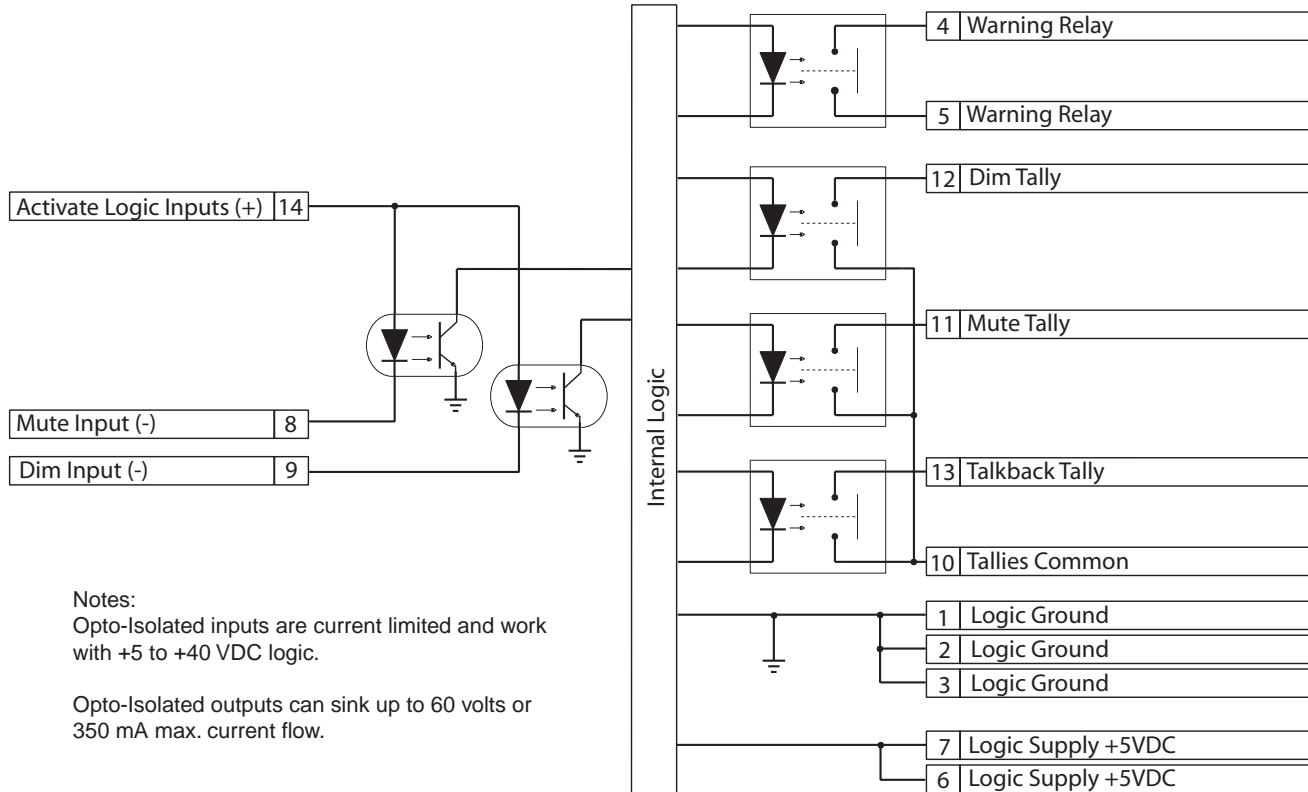 4 Warning Relay
5 Warning Relay
12 Dim Tally
Activate Logic Inputs (+) 14
11 Mute Tally
Mute Input (-) 8
Dim Input (-) 9
Internal Logic
13 Talkback Tally
10 Tallies Common
Notes:
Opto-Isolated inputs are current limited and work
with +5 to +40 VDC logic.
Opto-Isolated outputs can sink up to 60 volts or
350 mA max. current flow.
1 Logic Ground
2 Logic Ground
3 Logic Ground
7 Logic Supply +5VDC
6 Logic Supply +5VDC